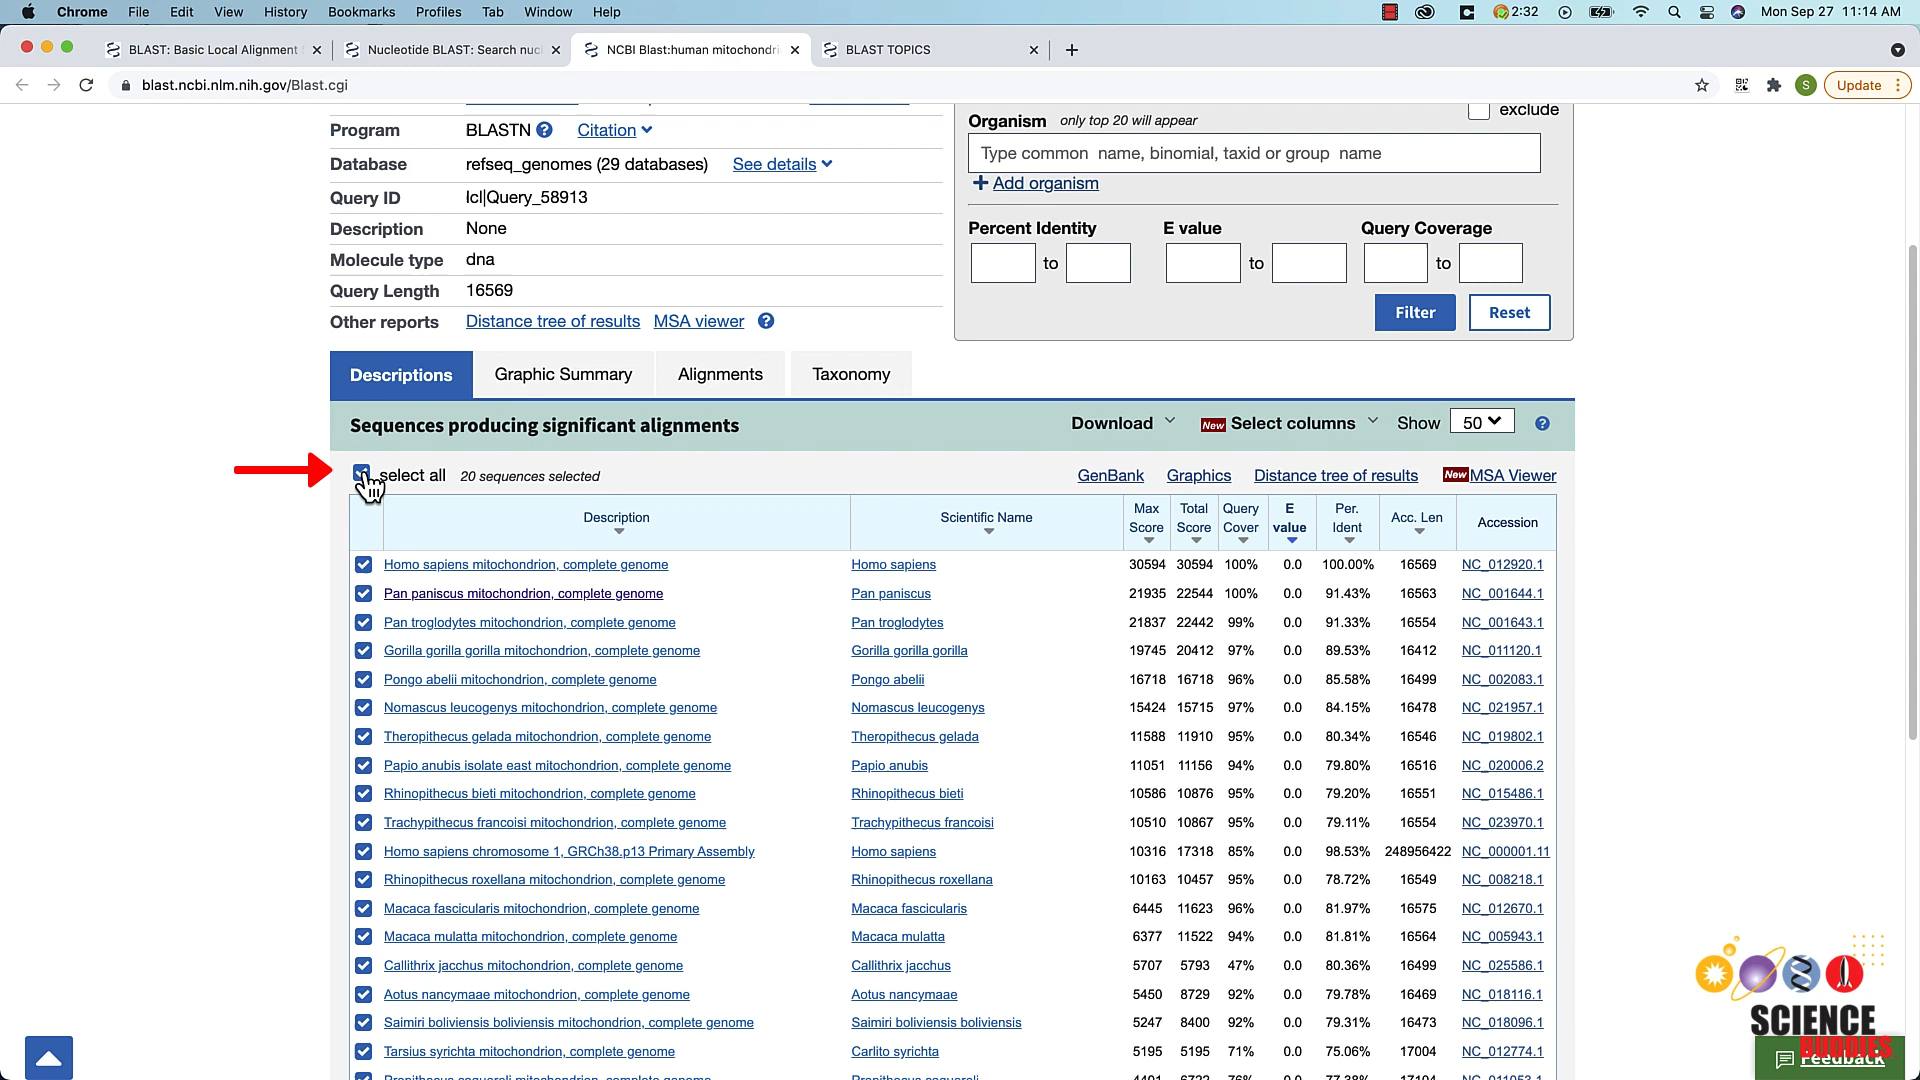 Chrome File Edit View History Bookmarks Profiles Tab Window Help 2:32 Mon Sep 27 11:14 AM
BLAST: Basic Local Alignment Nucleotide BLAST: Search nucl NCBI Blast:human mitochondri BLAST TOPICS
blast.ncbi.nlm.nih.gov/Blast.cgi S Update
Program BLASTN ? Citation
Database refseq_genomes (29 databases) See details
Query ID lcl|Query_58913
Description None
Molecule type dna
Query Length 16569
Other reports Distance tree of results MSA viewer ?
Organism only top 20 will appear exclude
Type common name, binomial, taxid or group name
+ Add organism
Percent Identity E value Query Coverage
to to to
Filter Reset
Descriptions Graphic Summary Alignments Taxonomy
Sequences producing significant alignments Download New Select columns Show 50 ?
select all 20 sequences selected GenBank Graphics Distance tree of results New MSA Viewer
Description Scientific Name Max Score Total Score Query Cover E value Per. Ident Acc. Len Accession
Homo sapiens mitochondrion, complete genome Homo sapiens 30594 30594 100% 0.0 100.00% 16569 NC_012920.1
Pan paniscus mitochondrion, complete genome Pan paniscus 21935 22544 100% 0.0 91.43% 16563 NC_001644.1
Pan troglodytes mitochondrion, complete genome Pan troglodytes 21837 22442 99% 0.0 91.33% 16554 NC_001643.1
Gorilla gorilla gorilla mitochondrion, complete genome Gorilla gorilla gorilla 19745 20412 97% 0.0 89.53% 16412 NC_011120.1
Pongo abelii mitochondrion, complete genome Pongo abelii 16718 16718 96% 0.0 85.58% 16499 NC_002083.1
Nomascus leucogenys mitochondrion, complete genome Nomascus leucogenys 15424 15715 97% 0.0 84.15% 16478 NC_021957.1
Theropithecus gelada mitochondrion, complete genome Theropithecus gelada 11588 11910 95% 0.0 80.34% 16546 NC_019802.1
Papio anubis isolate east mitochondrion, complete genome Papio anubis 11051 11156 94% 0.0 79.80% 16516 NC_020006.2
Rhinopithecus bieti mitochondrion, complete genome Rhinopithecus bieti 10586 10876 95% 0.0 79.20% 16551 NC_015486.1
Trachypithecus francoisi mitochondrion, complete genome Trachypithecus francoisi 10510 10867 95% 0.0 79.11% 16554 NC_023970.1
Homo sapiens chromosome 1, GRCh38.p13 Primary Assembly Homo sapiens 10316 17318 85% 0.0 98.53% 248956422 NC_000001.11
Rhinopithecus roxellana mitochondrion, complete genome Rhinopithecus roxellana 10163 10457 95% 0.0 78.72% 16549 NC_008218.1
Macaca fascicularis mitochondrion, complete genome Macaca fascicularis 6445 11623 96% 0.0 81.97% 16575 NC_012670.1
Macaca mulatta mitochondrion, complete genome Macaca mulatta 6377 11522 94% 0.0 81.81% 16564 NC_005943.1
Callithrix jacchus mitochondrion, complete genome Callithrix jacchus 5707 5793 47% 0.0 80.36% 16499 NC_025586.1
Aotus nancymaae mitochondrion, complete genome Aotus nancymaae 5450 8729 92% 0.0 79.78% 16469 NC_018116.1
Saimiri boliviensis boliviensis mitochondrion, complete genome Saimiri boliviensis boliviensis 5247 8400 92% 0.0 79.31% 16473 NC_018096.1
Tarsius syrichta mitochondrion, complete genome Carlito syrichta 5195 5195 71% 0.0 75.06% 17004 NC_012774.1
SCIENCE
BUDDIES
Feedback